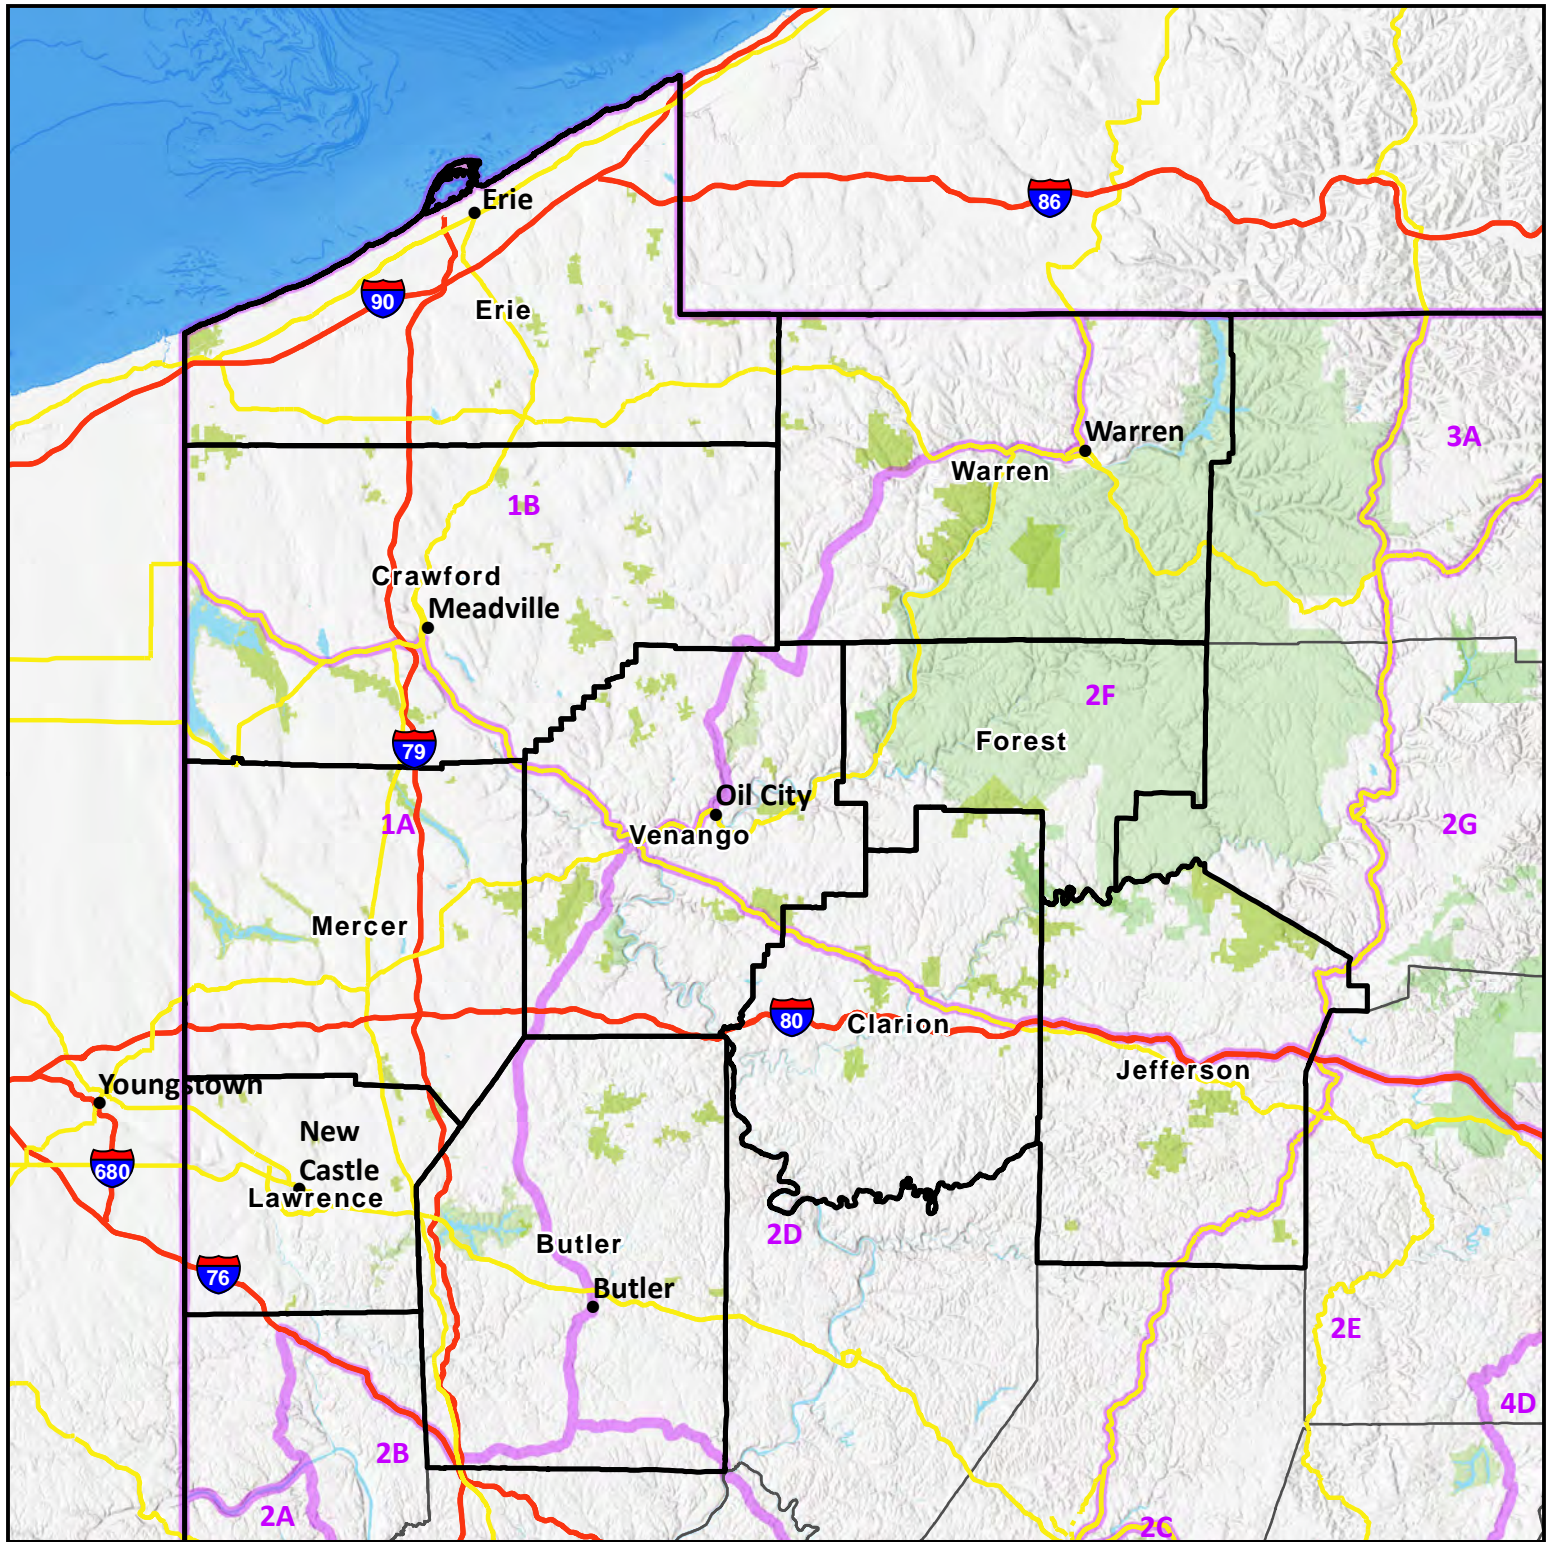 Erie
86
90
Erie
Warren
3A
Warren
1B
Crawford
Meadville
2F
Forest
79
Oil City
1A
Venango
2G
Mercer
80
Clarion
Jefferson
Youngstown
New
Castle
680
Lawrence
2D
Butler
76
Butler
2E
4D
2B
2A
2C